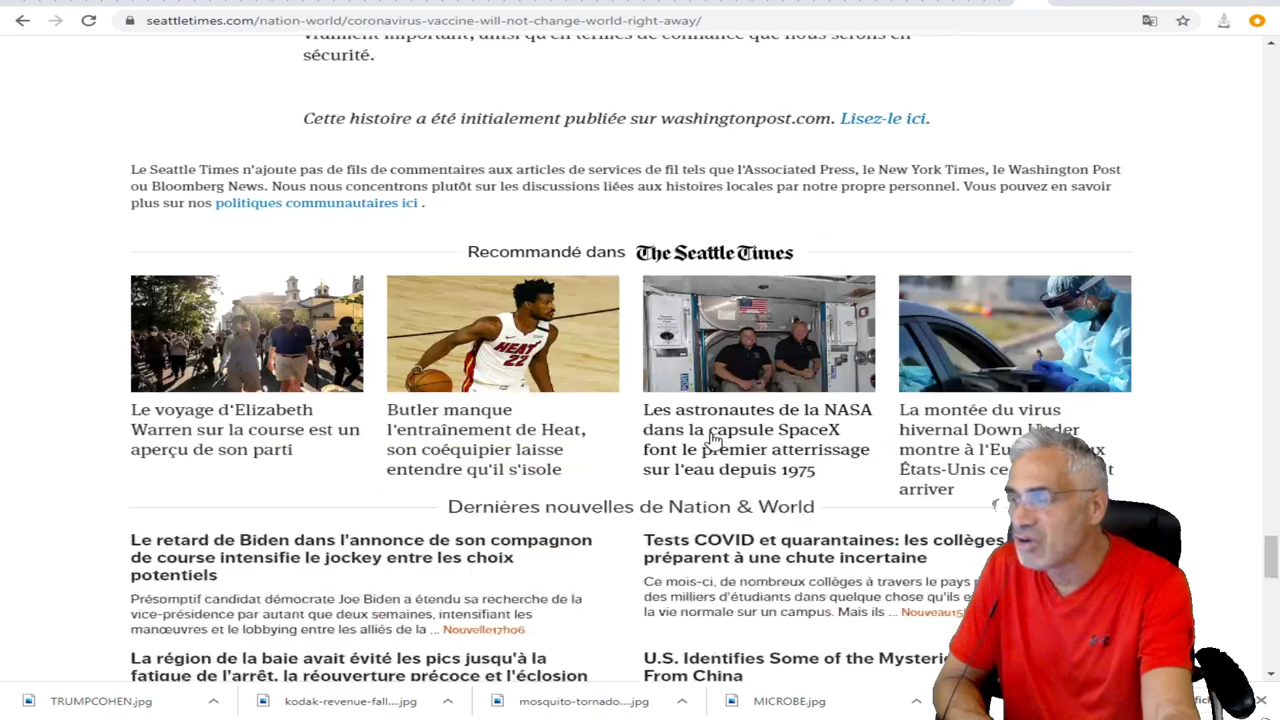 seattletimes.com/nation-world/coronavirus-vaccine-will-not-change-world-right-away/
vraiment important, ainsi qu'en termes de confiance que nous serons en
sécurité.
Cette histoire a été initialement publiée sur washingtonpost.com. Lisez-le ici.
Le Seattle Times n'ajoute pas de fils de commentaires aux articles de services de fil tels que l'Associated Press, le New York Times, le Washington Post
ou Bloomberg News. Nous nous concentrons plutôt sur les discussions liées aux histoires locales par notre propre personnel. Vous pouvez en savoir
plus sur nos politiques communautaires ici .
Recommandé dans The Seattle Times
HEAT
22
Le voyage d'Elizabeth
Warren sur la course est un
aperçu de son parti
Butler manque
l'entraînement de Heat,
son coéquipier laisse
entendre qu'il s'isole
Les astronautes de la NASA
dans la capsule SpaceX
font le premier atterrissage
sur l'eau depuis 1975
La montée du virus
hivernal Down Under
montre à l'Eu
États-Unis ce
arriver
Dernières nouvelles de Nation & World
Le retard de Biden dans l'annonce de son compagnon
de course intensifie le jockey entre les choix
potentiels
Présomptif candidat démocrate Joe Biden a étendu sa recherche de la
vice-présidence par autant que deux semaines, intensifiant les
manœuvres et le lobbying entre les alliés de la ... Nouvelle17h06
La région de la baie avait évité les pics jusqu'à la
fatigue de l'arrêt, la réouverture précoce et l'éclosion
Tests COVID et quarantaines: les collèges
préparent à une chute incertaine
Ce mois-ci, de nombreux collèges à travers le pays
des milliers d'étudiants dans quelque chose qu'ils
la vie normale sur un campus. Mais ils ... Nouveau15
U.S. Identifies Some of the Mysterie
From China
TRUMPCOHEN.jpg
kodak-revenue-fall....jpg
mosquito-tornado....jpg
MICROBE.jpg